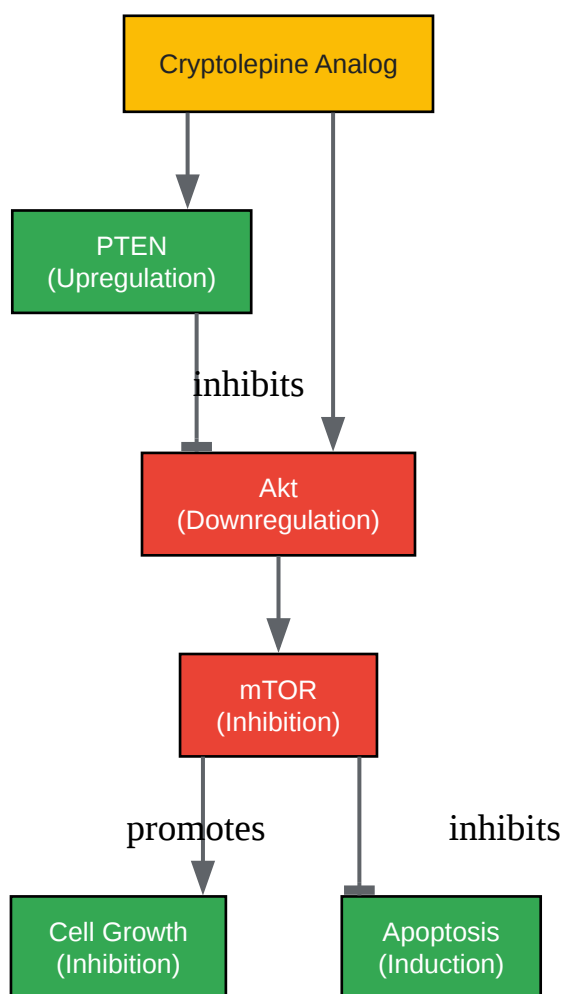 Cryptolepine Analog
PTEN
(Upregulation)
inhibits
Akt
(Downregulation)
mTOR
(Inhibition)
promotes
inhibits
Cell Growth
(Inhibition)
Apoptosis
(Induction)